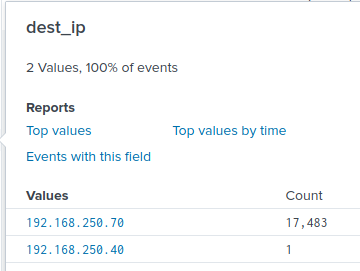 dest_ip
2 Values, 100% of events
Reports
Top values Top values by time
Events with this field
Values Count
192.168.250.70 17,483
192.168.250.40 1